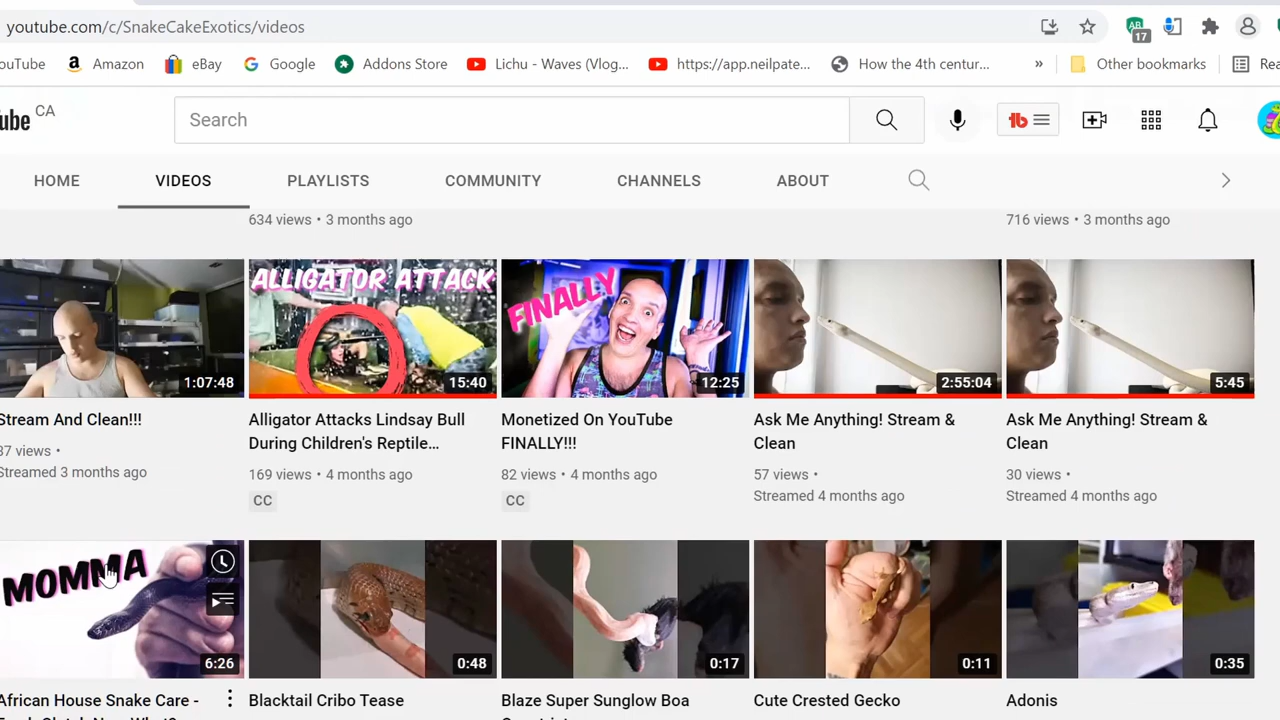 youtube.com/c/SnakeCakeExotics/videos
17
ouTube Amazon eBay Google Addons Store Lichu - Waves (Vlog... https://app.neilpate... How the 4th centur... » Other bookmarks Rea
ube CA
Search
HOME VIDEOS PLAYLISTS COMMUNITY CHANNELS ABOUT
634 views • 3 months ago 716 views • 3 months ago
ALLIGATOR ATTACK
FINALLY
1:07:48 15:40 12:25 2:55:04 5:45
Stream And Clean!!! Alligator Attacks Lindsay Bull Monetized On YouTube Ask Me Anything! Stream & Ask Me Anything! Stream &
During Children's Reptile... FINALLY!!! Clean Clean
37 views •
Streamed 3 months ago
169 views • 4 months ago 82 views • 4 months ago 57 views • 30 views •
Streamed 4 months ago Streamed 4 months ago
CC CC
MOMMA
6:26 0:48 0:17 0:11 0:35
African House Snake Care - Blacktail Cribo Tease Blaze Super Sunglow Boa Cute Crested Gecko Adonis